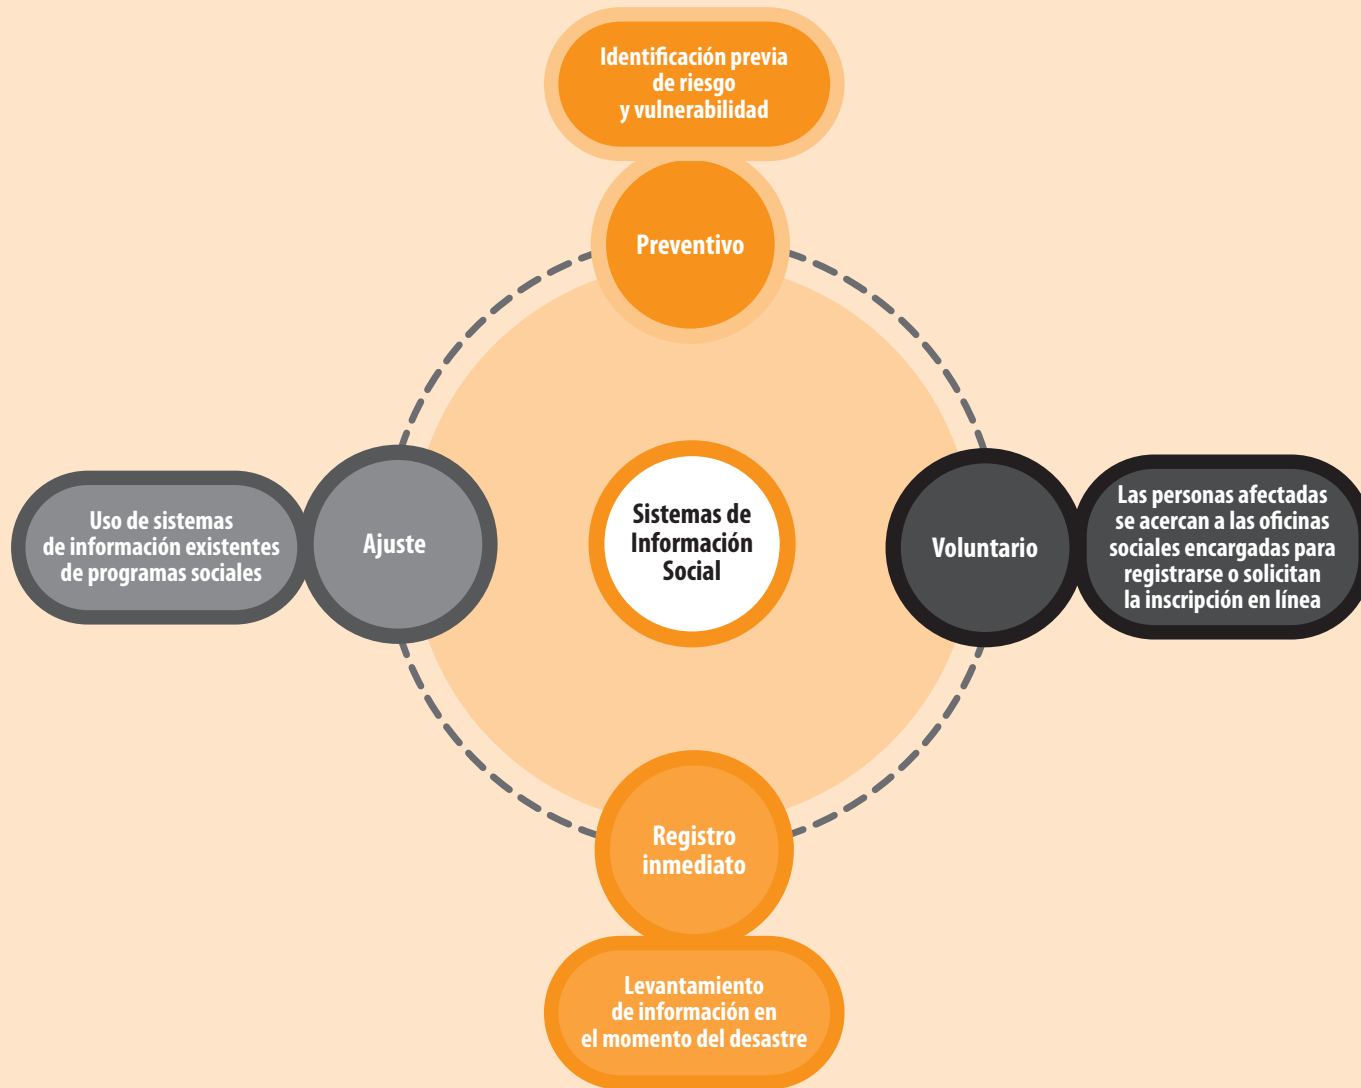 Identificación previa
de riesgo
y vulnerabilidad
Preventivo
Uso de sistemas
de información existentes
de programas sociales
Ajuste
Sistemas de
Información
Social
Voluntario
Las personas afectadas
se acercan a las oficinas
sociales encargadas para
registrarse o solicitan
la inscripción en línea
Registro
inmediato
Levantamiento
de información en
el momento del desastre